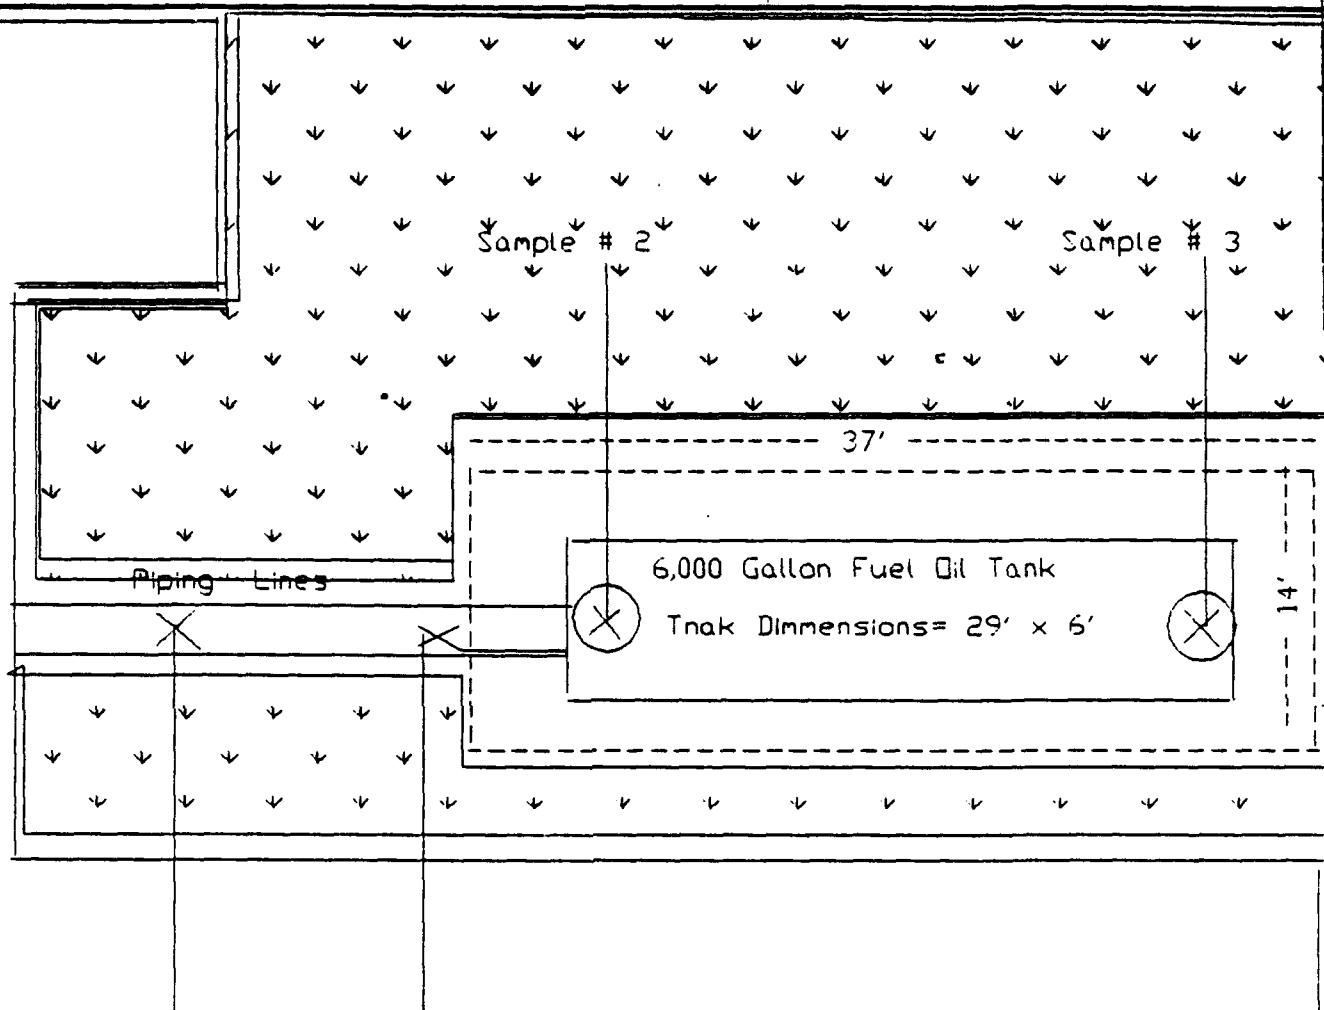 Sample # 2
Sample # 3
37'
6,000 Gallon Fuel Oil Tank
Piping Lines
14'
Tnak Dimmensions= 29' x 6'